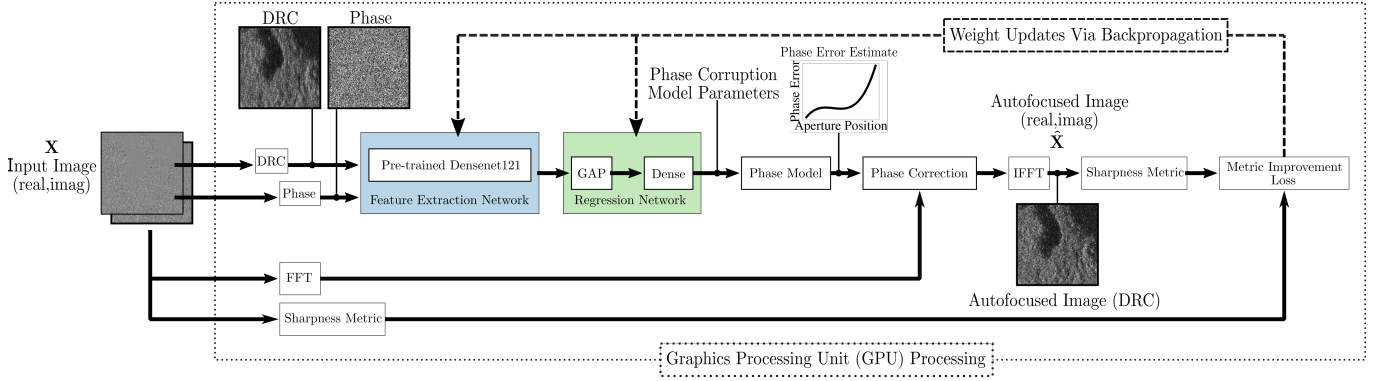 DRC
Phase
Weight Updates Via Backpropagation
Phase Error Estimate
Phase Error
Aperture Position
Phase Corruption
Model Parameters
Autofocused Image
(real,imag)
X̂
X
Input Image
(real,imag)
DRC
Phase
Pre-trained Densenet121
Feature Extraction Network
GAP
Dense
Regression Network
Phase Model
Phase Correction
IFFT
Sharpness Metric
Metric Improvement
Loss
FFT
Sharpness Metric
Autofocused Image (DRC)
Graphics Processing Unit (GPU) Processing